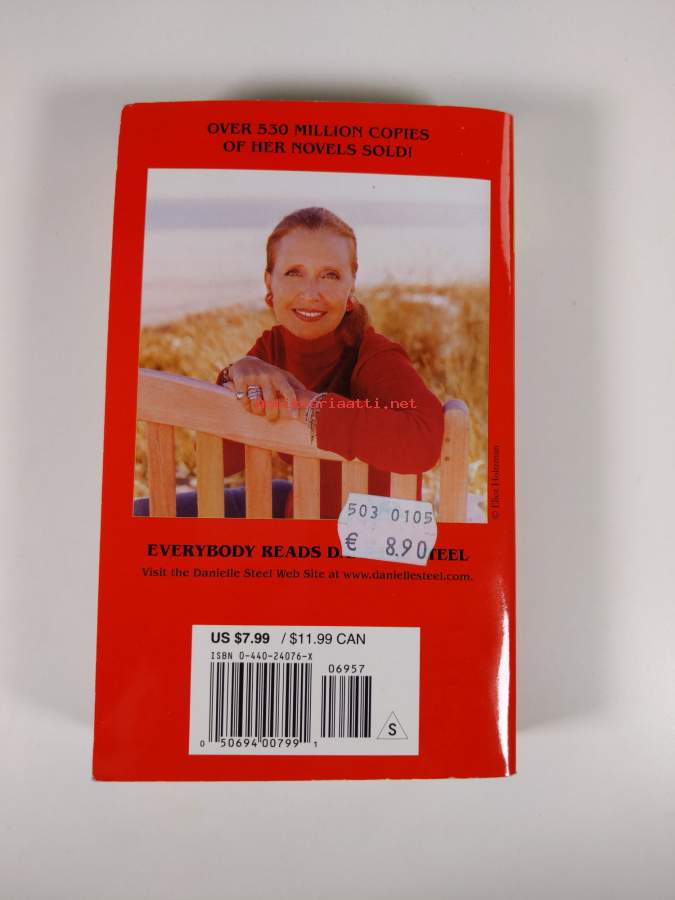 OVER 530 MILLION COPIES
OF HER NOVELS SOLD!
antikvariaatti.net
© Eliot Holtzman
503 0105
€ 8.90
EVERYBODY READS D STEEL
Visit the Danielle Steel Web Site at www.daniellesteel.com.
US $7.99 / $11.99 CAN
ISBN 0-440-24076-X
06957
S
0 50694 00799 1